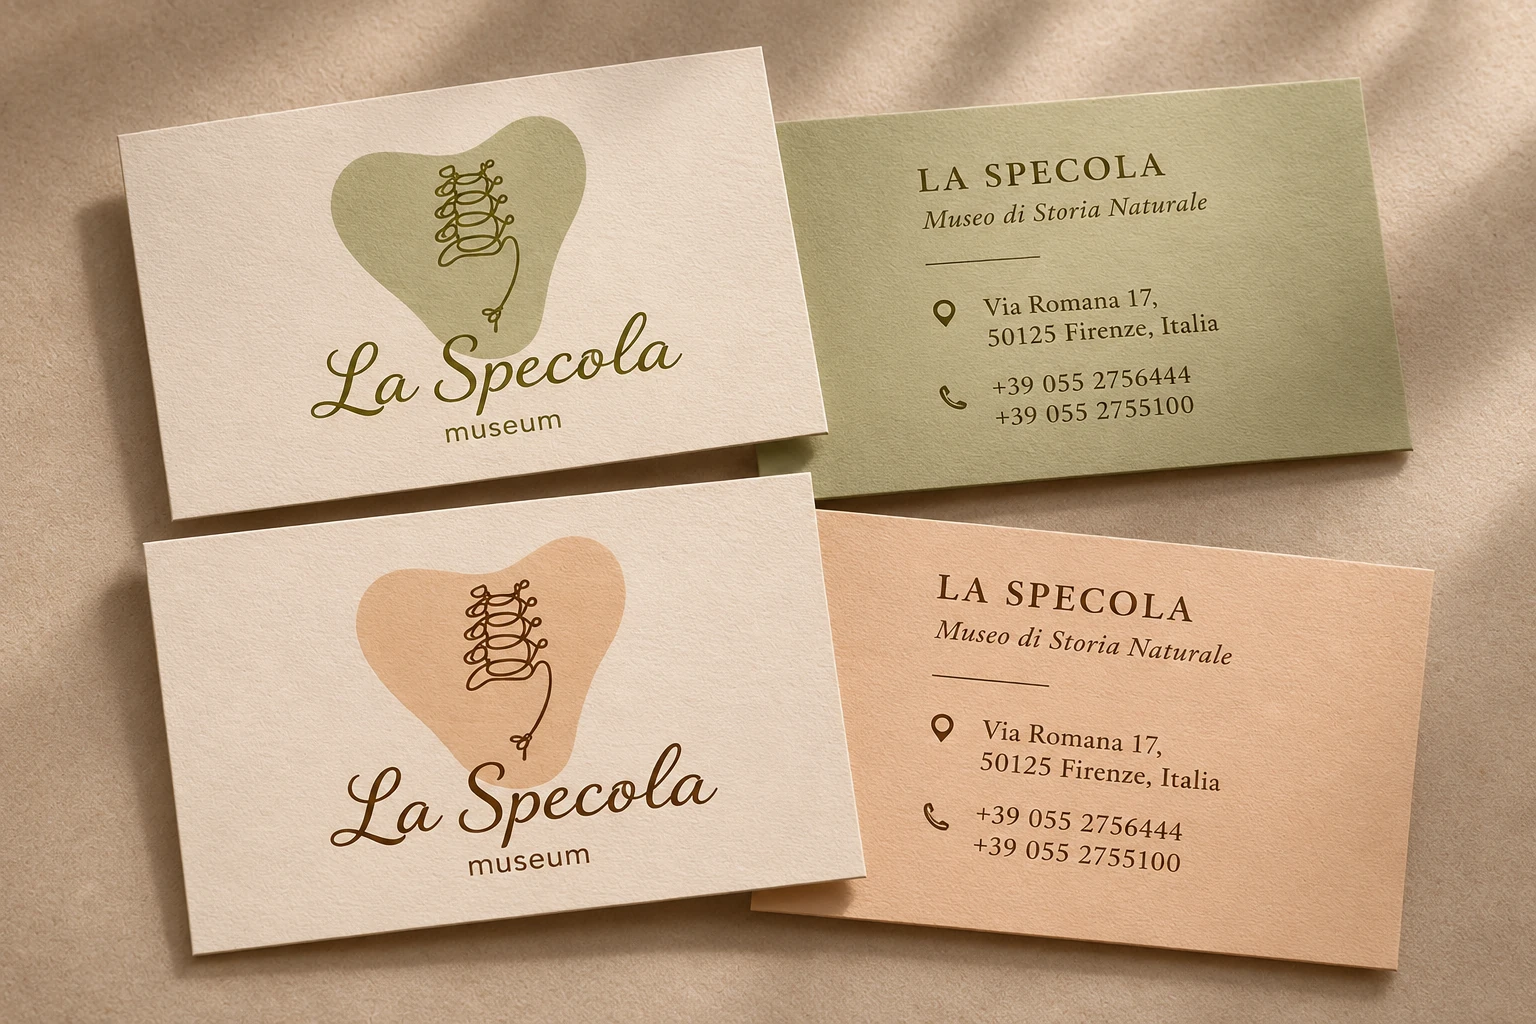 La Specola
museum
LA SPECOLA
Museo di Storia Naturale
Via Romana 17,
50125 Firenze, Italia
+39 055 2756444
+39 055 2755100
La Specola
museum
LA SPECOLA
Museo di Storia Naturale
Via Romana 17,
50125 Firenze, Italia
+39 055 2756444
+39 055 2755100